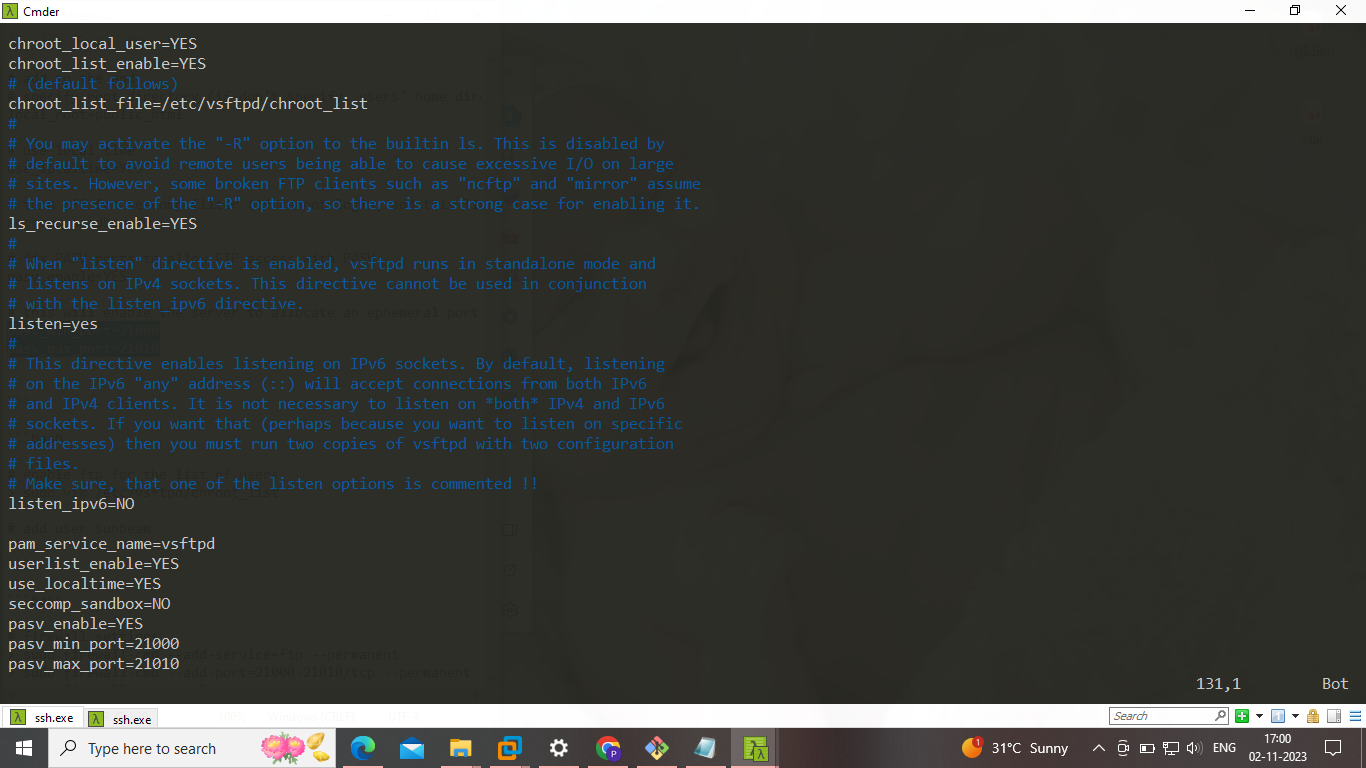 Cmder
chroot_local_user=YES
chroot_list_enable=YES
# (default follows)
chroot_list_file=/etc/vsftpd/chroot_list
#
# You may activate the "-R" option to the builtin ls. This is disabled by
# default to avoid remote users being able to cause excessive I/O on large
# sites. However, some broken FTP clients such as "ncftp" and "mirror" assume
# the presence of the "-R" option, so there is a strong case for enabling it.
ls_recurse_enable=YES
#
# When "listen" directive is enabled, vsftpd runs in standalone mode and
# listens on IPv4 sockets. This directive cannot be used in conjunction
# with the listen_ipv6 directive.
listen=yes
#
# This directive enables listening on IPv6 sockets. By default, listening
# on the IPv6 "any" address (::) will accept connections from both IPv6
# and IPv4 clients. It is not necessary to listen on *both* IPv4 and IPv6
# sockets. If you want that (perhaps because you want to listen on specific
# addresses) then you must run two copies of vsftpd with two configuration
# files.
# Make sure, that one of the listen options is commented !!
listen_ipv6=NO
pam_service_name=vsftpd
userlist_enable=YES
use_localtime=YES
seccomp_sandbox=NO
pasv_enable=YES
pasv_min_port=21000
pasv_max_port=21010
131,1 Bot
ssh.exe ssh.exe Search
Type here to search 31°C Sunny ENG 17:00
02-11-2023